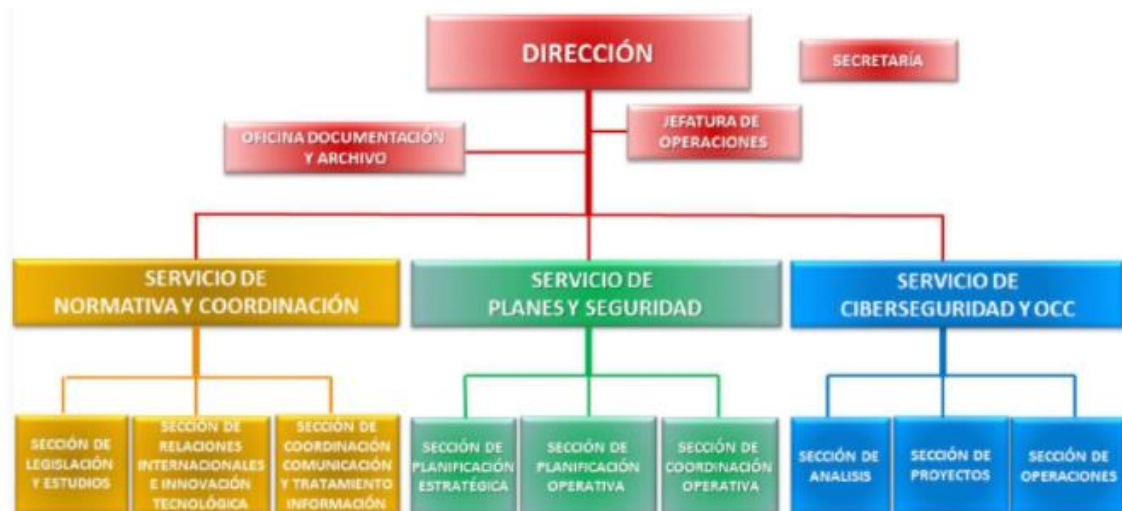 DIRECCIÓN
SECRETARÍA
OFICINA DOCUMENTACIÓN
Y ARCHIVO
JEFATURA DE
OPERACIONES
SERVICIO DE
NORMATIVA Y COORDINACIÓN
SERVICIO DE
PLANES Y SEGURIDAD
SERVICIO DE
CIBERSEGURIDAD Y OCC
SECCIÓN DE
LEGISLACIÓN
Y ESTUDIOS
SECCIÓN DE
RELACIONES
INTERNACIONALES
E INNOVACIÓN
TECNOLÓGICA
SECCIÓN DE
COORDINACIÓN
COMUNICACIÓN
Y TRATAMIENTO
INFORMACIÓN
SECCIÓN DE
PLANIFICACIÓN
ESTRATÉGICA
SECCIÓN DE
PLANIFICACIÓN
OPERATIVA
SECCIÓN DE
COORDINACIÓN
OPERATIVA
SECCIÓN DE
ANALISIS
SECCIÓN DE
PROYECTOS
SECCIÓN DE
OPERACIONES